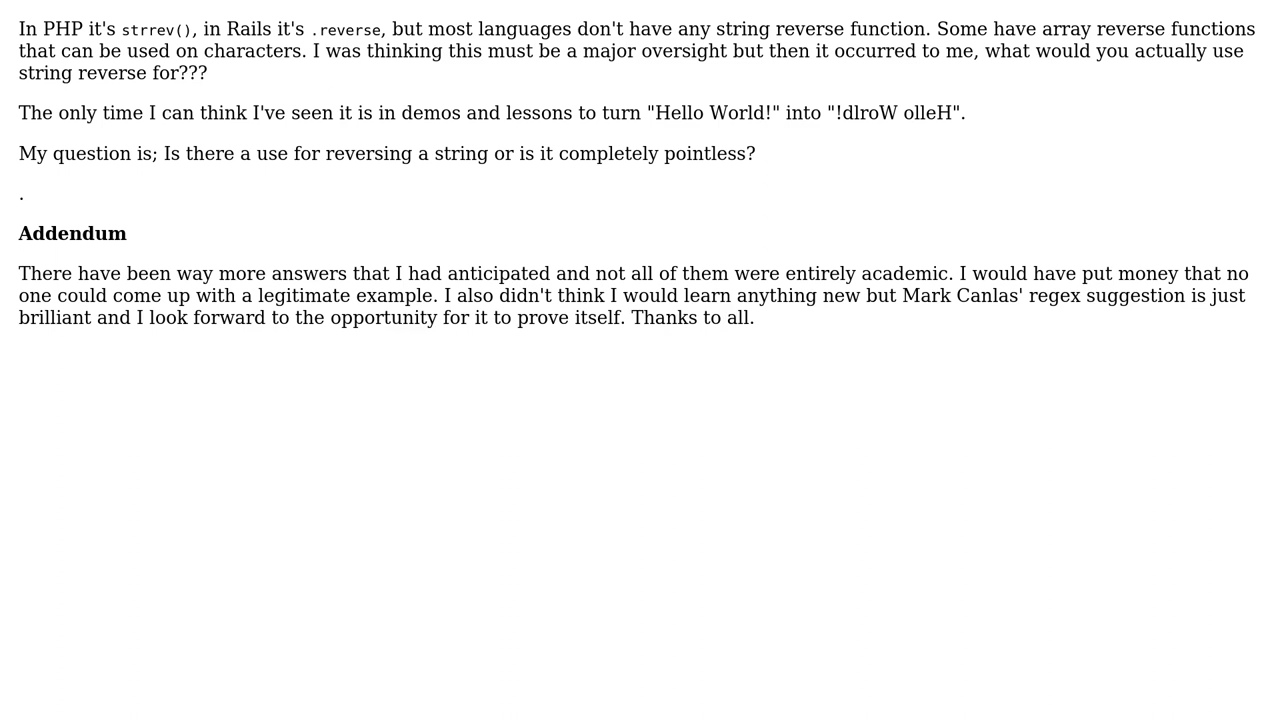 In PHP it's strrev(), in Rails it's .reverse, but most languages don't have any string reverse function. Some have array reverse functions
that can be used on characters. I was thinking this must be a major oversight but then it occurred to me, what would you actually use
string reverse for???
The only time I can think I've seen it is in demos and lessons to turn "Hello World!" into "!dlroW olleH".
My question is; Is there a use for reversing a string or is it completely pointless?
.
Addendum
There have been way more answers that I had anticipated and not all of them were entirely academic. I would have put money that no
one could come up with a legitimate example. I also didn't think I would learn anything new but Mark Canlas' regex suggestion is just
brilliant and I look forward to the opportunity for it to prove itself. Thanks to all.